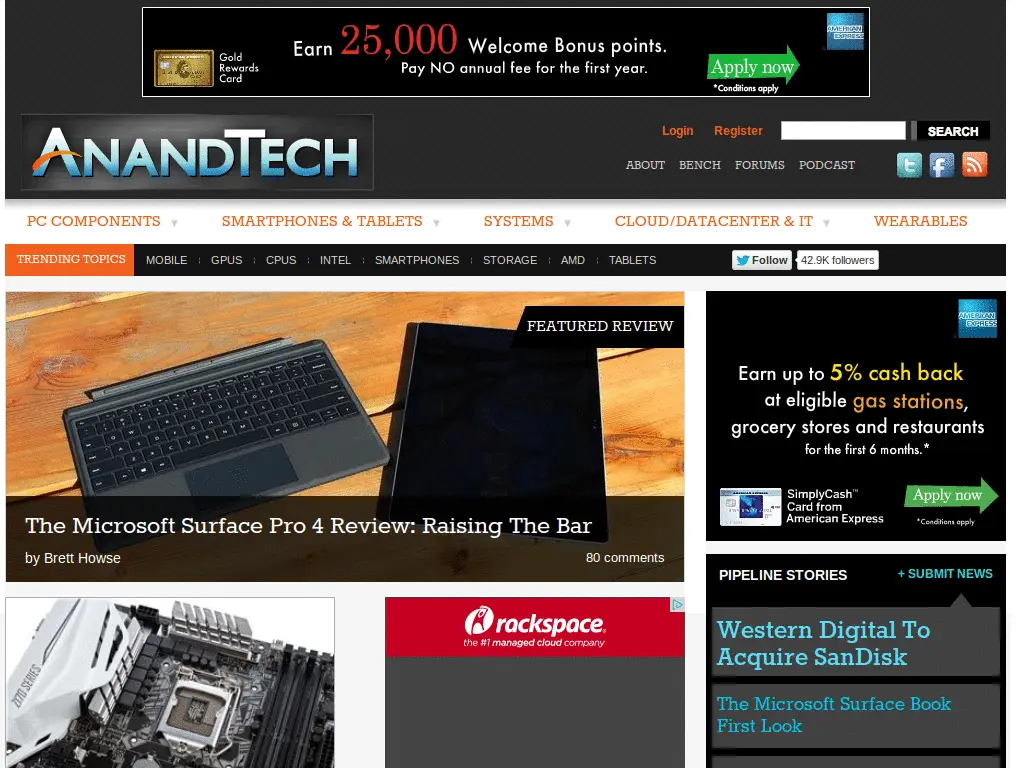 Earn 25,000 Welcome Bonus points.
Pay NO annual fee for the first year.
Gold
Rewards
Card
Apply now
*Conditions apply
AMERICAN
EXPRESS
ANANDTECH
Login
Register
SEARCH
ABOUT
BENCH
FORUMS
PODCAST
PC COMPONENTS
SMARTPHONES & TABLETS
SYSTEMS
CLOUD/DATACENTER & IT
WEARABLES
TRENDING TOPICS
MOBILE
GPUS
CPUS
INTEL
SMARTPHONES
STORAGE
AMD
TABLETS
Follow
42.9K followers
FEATURED REVIEW
The Microsoft Surface Pro 4 Review: Raising The Bar
by Brett Howse
80 comments
AMERICAN
EXPRESS
Earn up to 5% cash back
at eligible gas stations,
grocery stores and restaurants
for the first 6 months.*
SimplyCash™
Card from
American Express
Apply now
*Conditions apply
Z170 SERIES
rackspace®
the #1 managed cloud company
PIPELINE STORIES
+ SUBMIT NEWS
Western Digital To
Acquire SanDisk
The Microsoft Surface Book
First Look